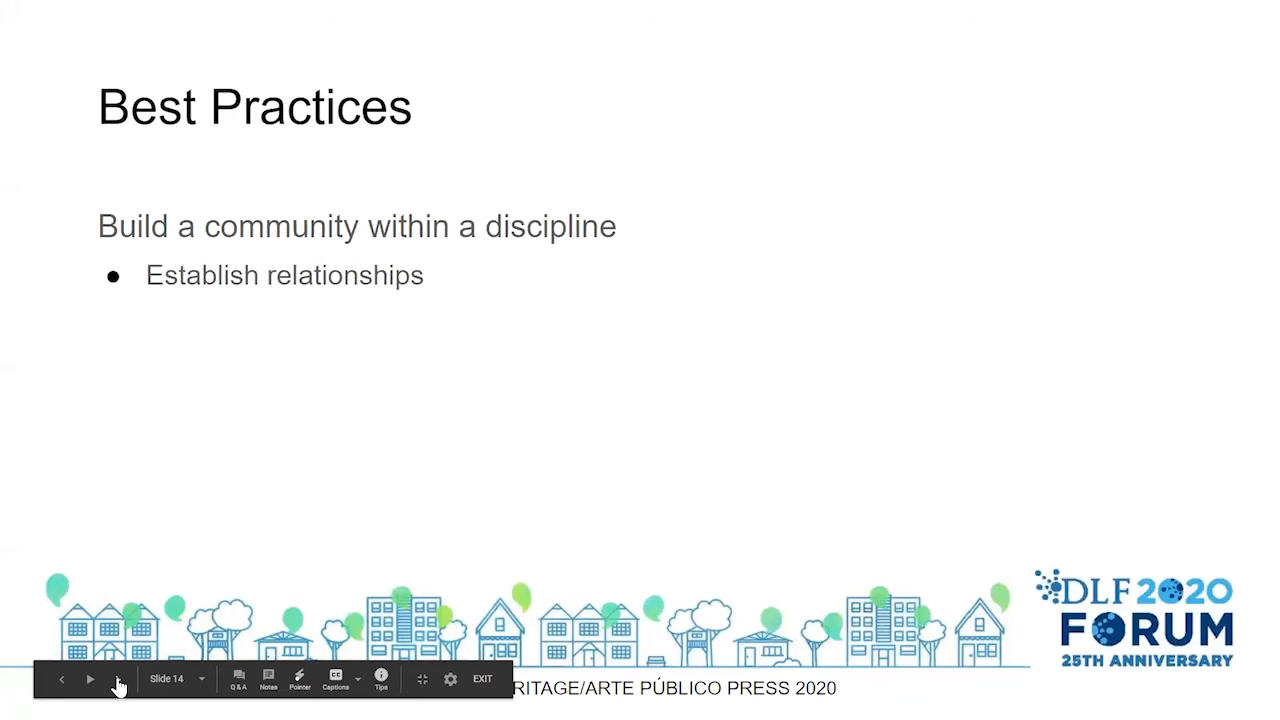 Best Practices
Build a community within a discipline
● Establish relationships
DLF 2020
FORUM
25TH ANNIVERSARY
Slide 14
Q & A
Notes
Pointer
Captions
Tips
EXIT
PRESS 2020
ARTE PÚBLICO